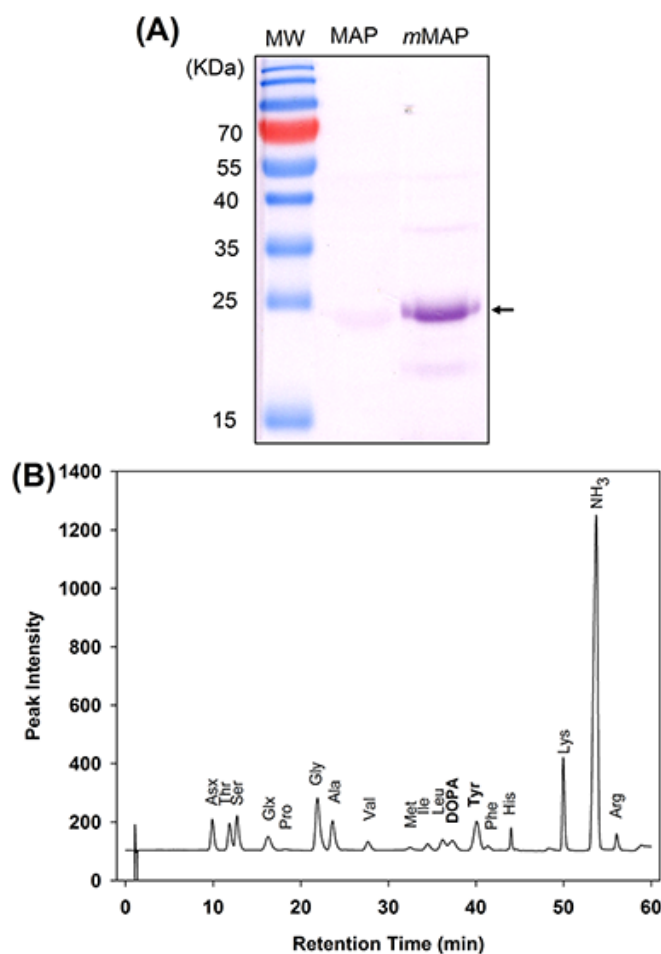 (A)
MW MAP mMAP
(KDa)
70
55
40
35
25
15
(B)
1400
1200
1000
800
600
400
200
0
Peak Intensity
Asx
Thr
Ser
Glx
Pro
Gly
Ala
Val
Met
Ile
Leu
DOPA
Tyr
Phe
His
Lys
NH3
Arg
0 10 20 30 40 50 60
Retention Time (min)